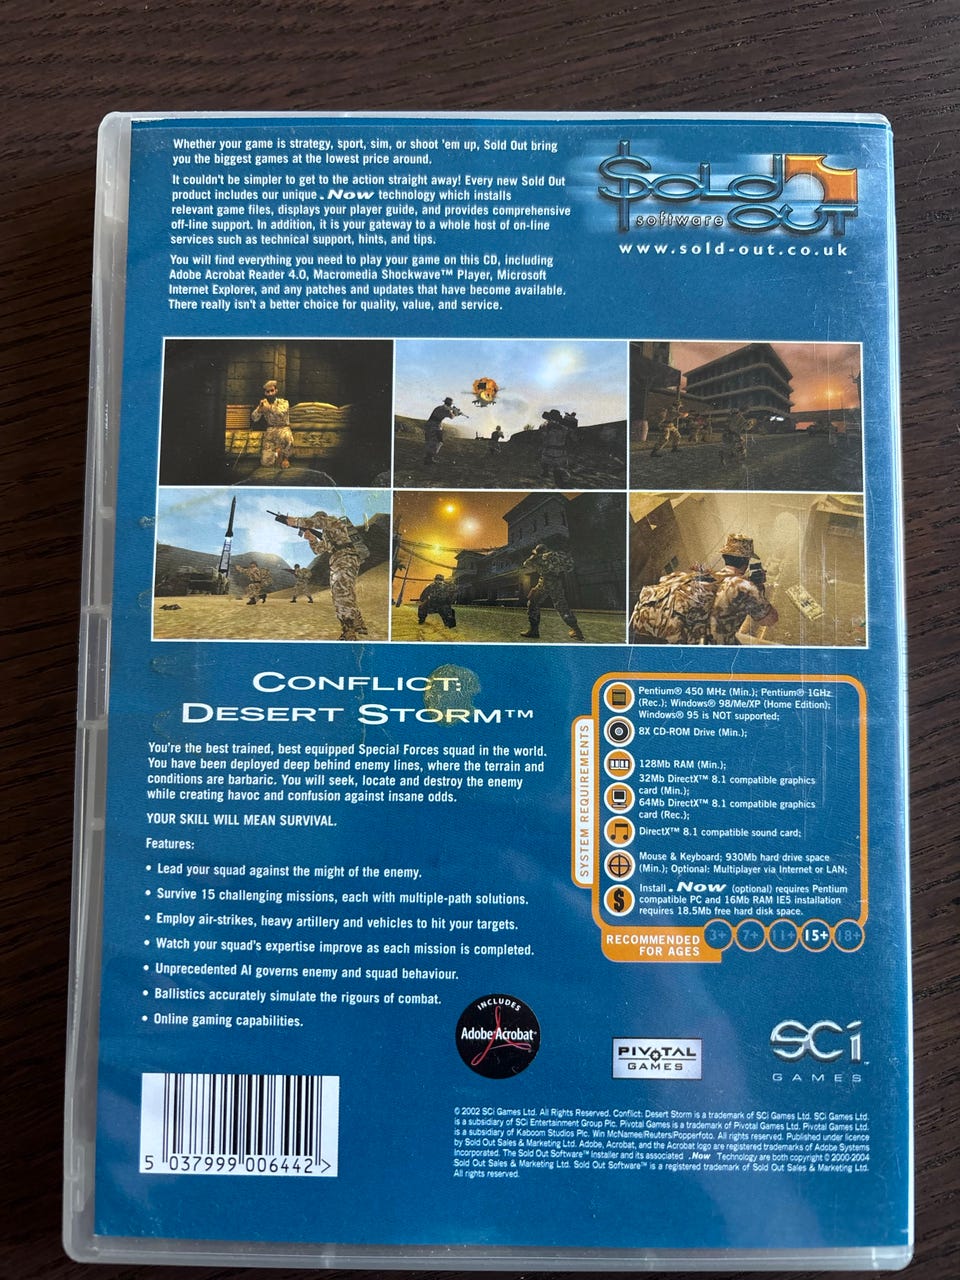 Whether your game is strategy, sport, sim, or shoot 'em up, Sold Out bring
you the biggest games at the lowest price around.
It couldn't be simpler to get to the action straight away! Every new Sold Out
product includes our unique .Now technology which installs
relevant game files, displays your player guide, and provides comprehensive
off-line support. In addition, it is your gateway to a whole host of on-line
services such as technical support, hints, and tips.
You will find everything you need to play your game on this CD, including
Adobe Acrobat Reader 4.0, Macromedia Shockwave™ Player, Microsoft
Internet Explorer, and any patches and updates that have become available.
There really isn't a better choice for quality, value, and service.
$old Out
software
www.sold-out.co.uk
Conflict:
Desert Storm™
You're the best trained, best equipped Special Forces squad in the world.
You have been deployed deep behind enemy lines, where the terrain and
conditions are barbaric. You will seek, locate and destroy the enemy
while creating havoc and confusion against insane odds.
YOUR SKILL WILL MEAN SURVIVAL.
Features:
• Lead your squad against the might of the enemy.
• Survive 15 challenging missions, each with multiple-path solutions.
• Employ air-strikes, heavy artillery and vehicles to hit your targets.
• Watch your squad's expertise improve as each mission is completed.
• Unprecedented AI governs enemy and squad behaviour.
• Ballistics accurately simulate the rigours of combat.
• Online gaming capabilities.
SYSTEM REQUIREMENTS
Pentium® 450 MHz (Min.); Pentium® 1GHz
(Rec.); Windows® 98/Me/XP (Home Edition);
Windows® 95 is NOT supported;
8X CD-ROM Drive (Min.);
128Mb RAM (Min.);
32Mb DirectX™ 8.1 compatible graphics
card (Min.);
64Mb DirectX™ 8.1 compatible graphics
card (Rec.);
DirectX™ 8.1 compatible sound card;
Mouse & Keyboard; 930Mb hard drive space
(Min.); Optional: Multiplayer via Internet or LAN;
Install .Now (optional) requires Pentium
compatible PC and 16Mb RAM IE5 installation
requires 18.5Mb free hard disk space.
RECOMMENDED
FOR AGES
3+ 7+ 11+ 15+ 18+
INCLUDES
Adobe Acrobat®
PIVOTAL
GAMES
SCi™
GAMES
5 037999 006442 >
© 2002 SCi Games Ltd. All Rights Reserved. Conflict: Desert Storm is a trademark of SCi Games Ltd. SCi Games Ltd.
is a subsidiary of SCi Entertainment Group Plc. Pivotal Games is a trademark of Pivotal Games Ltd. Pivotal Games Ltd.
is a subsidiary of Kaboom Studios Plc. Win McNamee/Reuters/Popperfoto. All rights reserved. Published under licence
by Sold Out Sales & Marketing Ltd. Adobe, Acrobat, and the Acrobat logo are registered trademarks of Adobe Systems
Incorporated. The Sold Out Software™ Installer and its associated .Now Technology are both copyright © 2000-2004
Sold Out Sales & Marketing Ltd. Sold Out Software™ is a registered trademark of Sold Out Sales & Marketing Ltd.
All rights reserved.